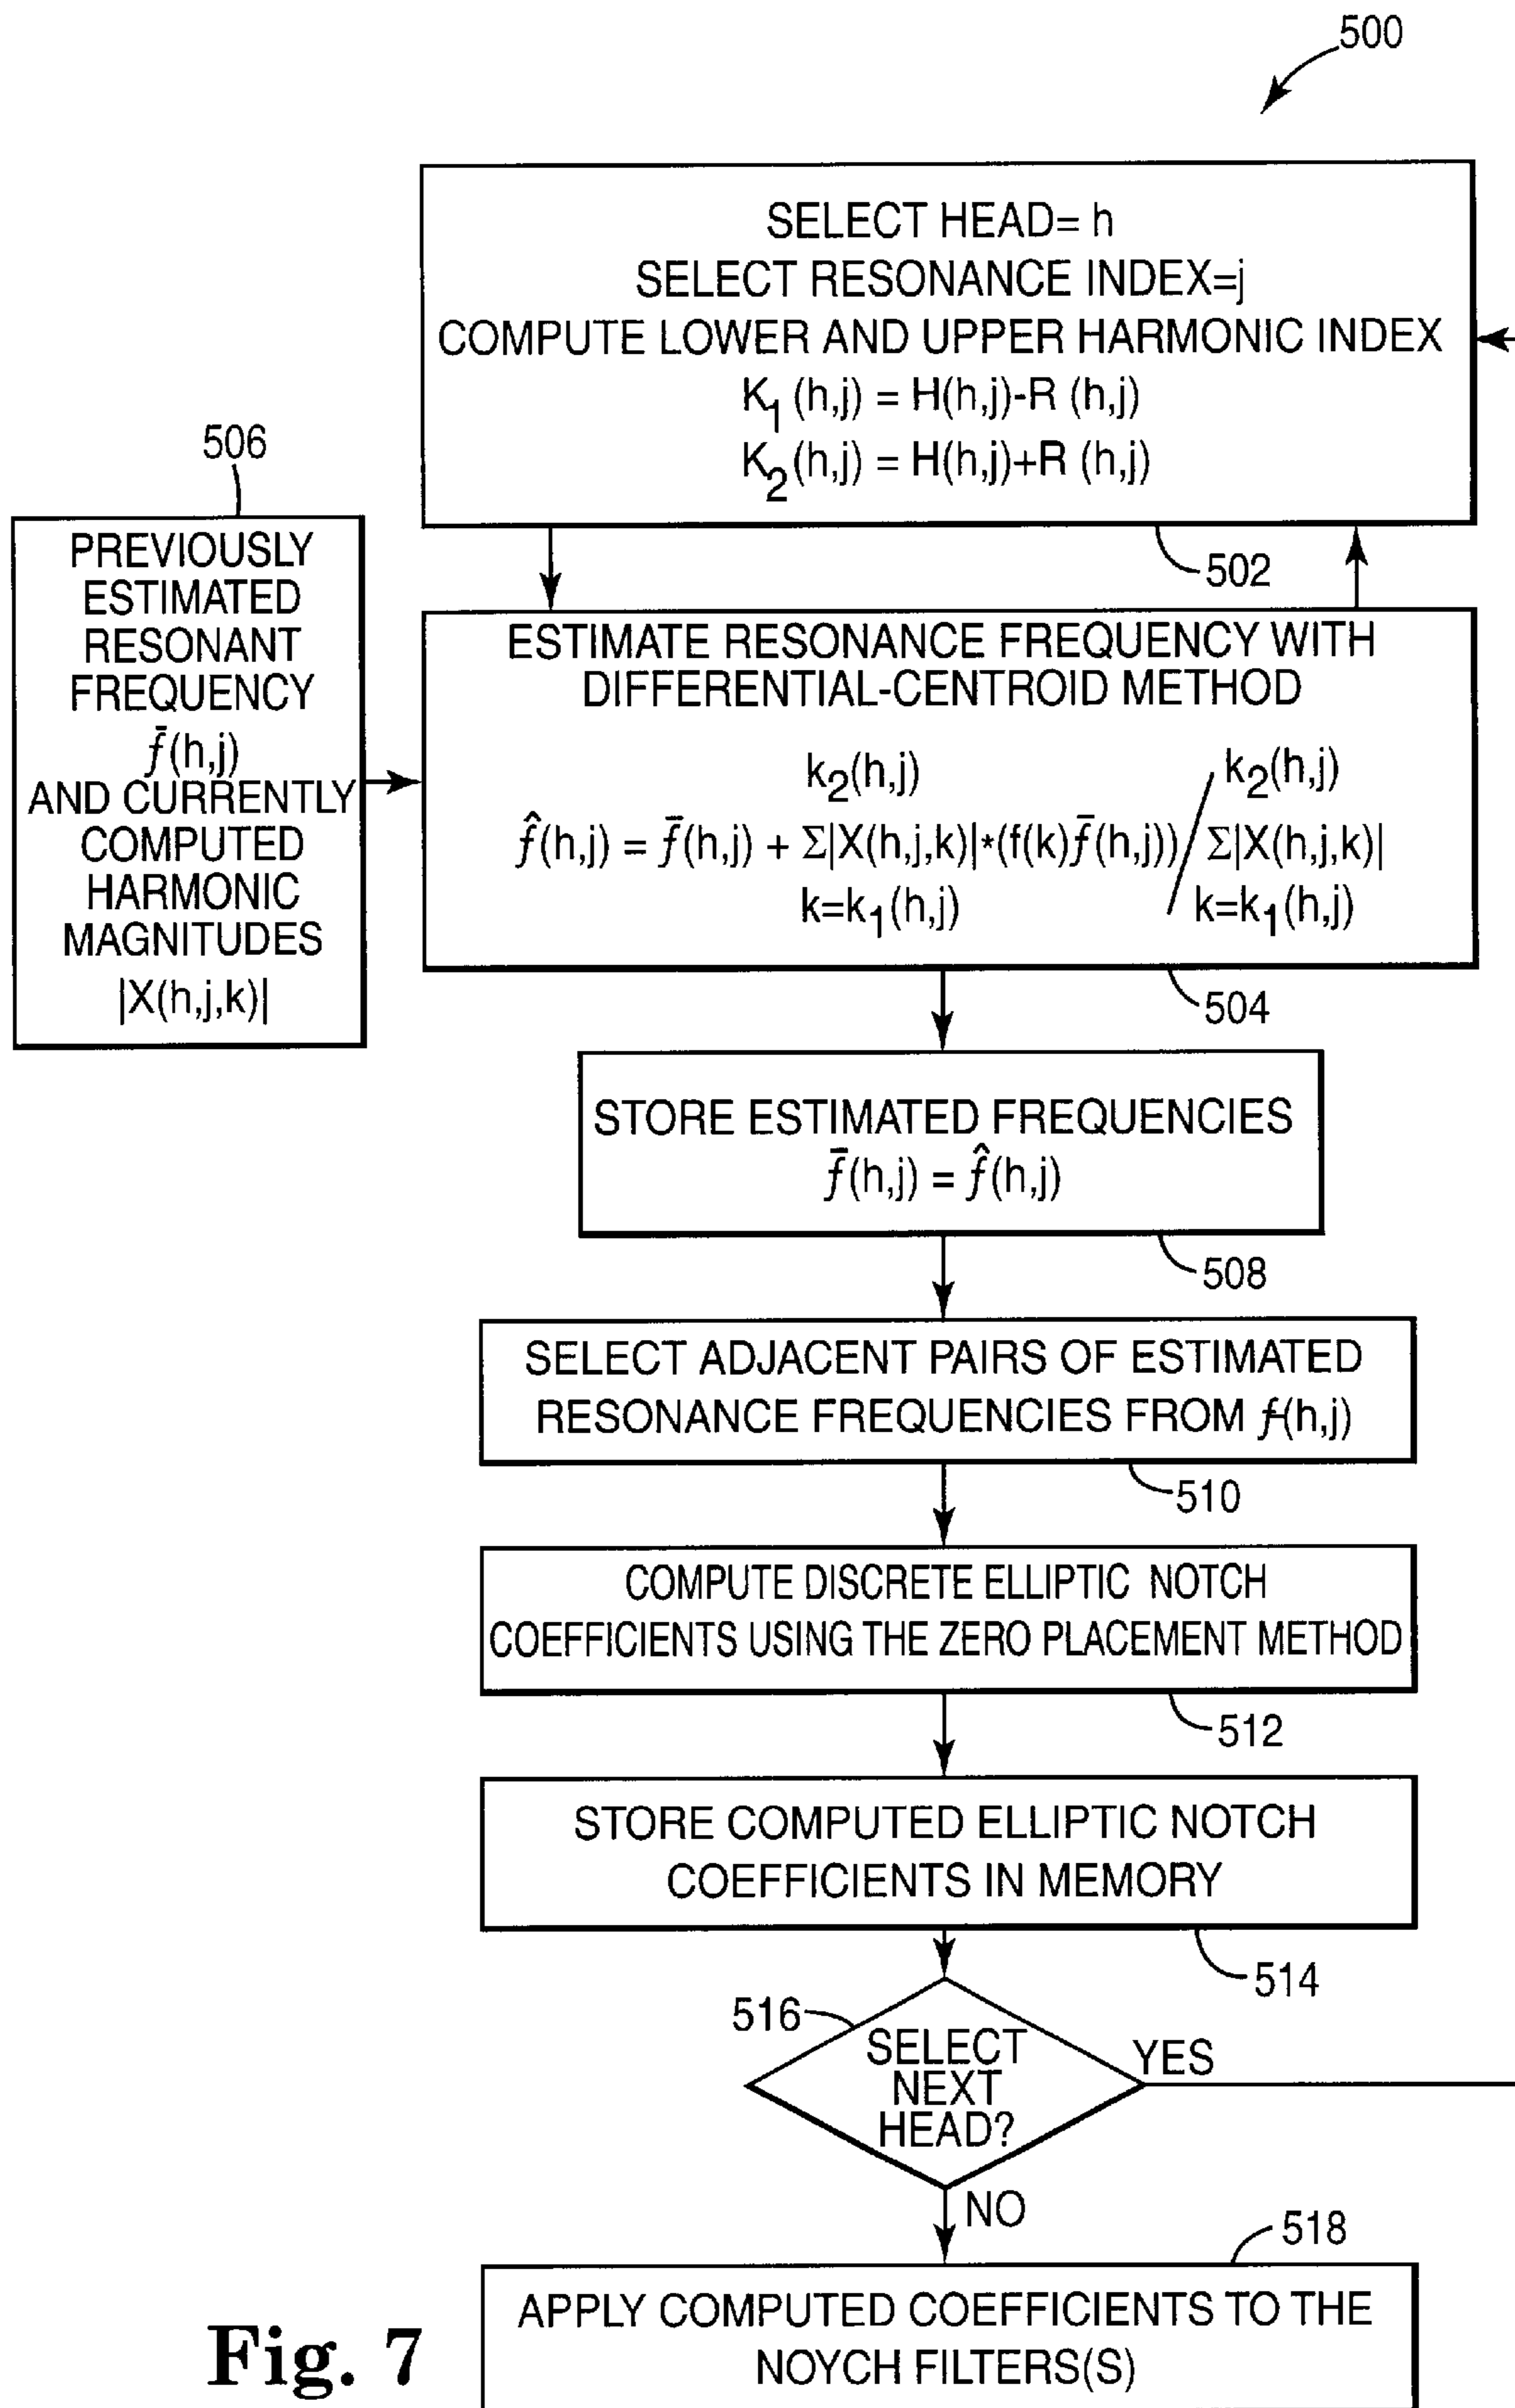 500
SELECT HEAD= h
SELECT RESONANCE INDEX=j
COMPUTE LOWER AND UPPER HARMONIC INDEX
K₁ (h,j) = H(h,j)-R (h,j)
K₂ (h,j) = H(h,j)+R (h,j)
502
506
PREVIOUSLY
ESTIMATED
RESONANT
FREQUENCY
f̄(h,j)
AND CURRENTLY
COMPUTED
HARMONIC
MAGNITUDES
|X(h,j,k)|
ESTIMATE RESONANCE FREQUENCY WITH
DIFFERENTIAL-CENTROID METHOD
k₂(h,j) k₂(h,j)
f̂(h,j) = f̄(h,j) + Σ|X(h,j,k)|*(f(k)f̄(h,j)) / Σ|X(h,j,k)|
k=k₁(h,j) k=k₁(h,j)
504
STORE ESTIMATED FREQUENCIES
f̄(h,j) = f̂(h,j)
508
SELECT ADJACENT PAIRS OF ESTIMATED
RESONANCE FREQUENCIES FROM f-(h,j)
510
COMPUTE DISCRETE ELLIPTIC NOTCH
COEFFICIENTS USING THE ZERO PLACEMENT METHOD
512
STORE COMPUTED ELLIPTIC NOTCH
COEFFICIENTS IN MEMORY
514
516
SELECT
NEXT
HEAD?
YES
NO
518
APPLY COMPUTED COEFFICIENTS TO THE
NOYCH FILTERS(S)
Fig. 7